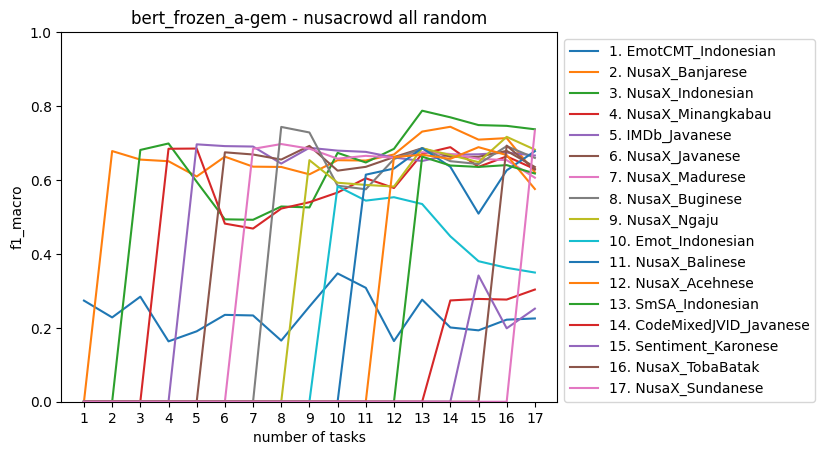 bert_frozen_a-gem - nusacrowd all random
f1_macro
1.0
0.8
0.6
0.4
0.2
0.0
1 2 3 4 5 6 7 8 9 10 11 12 13 14 15 16 17
number of tasks
1. EmotCMT_Indonesian
2. NusaX_Banjarese
3. NusaX_Indonesian
4. NusaX_Minangkabau
5. IMDb_Javanese
6. NusaX_Javanese
7. NusaX_Madurese
8. NusaX_Buginese
9. NusaX_Ngaju
10. Emot_Indonesian
11. NusaX_Balinese
12. NusaX_Acehnese
13. SmSA_Indonesian
14. CodeMixedJVID_Javanese
15. Sentiment_Karonese
16. NusaX_TobaBatak
17. NusaX_Sundanese